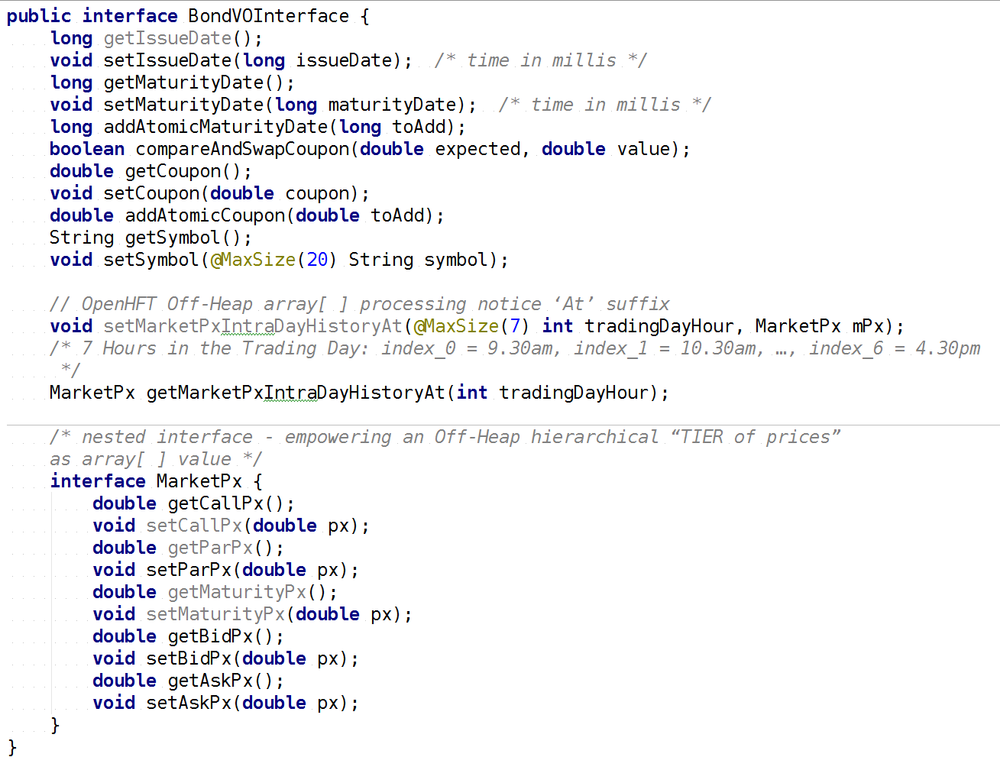 public interface BondVOInterface {
    long getIssueDate();
    void setIssueDate(long issueDate);  /* time in millis */
    long getMaturityDate();
    void setMaturityDate(long maturityDate);  /* time in millis */
    long addAtomicMaturityDate(long toAdd);
    boolean compareAndSwapCoupon(double expected, double value);
    double getCoupon();
    void setCoupon(double coupon);
    double addAtomicCoupon(double toAdd);
    String getSymbol();
    void setSymbol(@MaxSize(20) String symbol);

    // OpenHFT Off-Heap array[ ] processing notice ‘At’ suffix
    void setMarketPxIntraDayHistoryAt(@MaxSize(7) int tradingDayHour, MarketPx mPx);
    /* 7 Hours in the Trading Day: index_0 = 9.30am, index_1 = 10.30am, …, index_6 = 4.30pm
     */
    MarketPx getMarketPxIntraDayHistoryAt(int tradingDayHour);

    /* nested interface - empowering an Off-Heap hierarchical “TIER of prices”
    as array[ ] value */
    interface MarketPx {
        double getCallPx();
        void setCallPx(double px);
        double getParPx();
        void setParPx(double px);
        double getMaturityPx();
        void setMaturityPx(double px);
        double getBidPx();
        void setBidPx(double px);
        double getAskPx();
        void setAskPx(double px);
    }
}